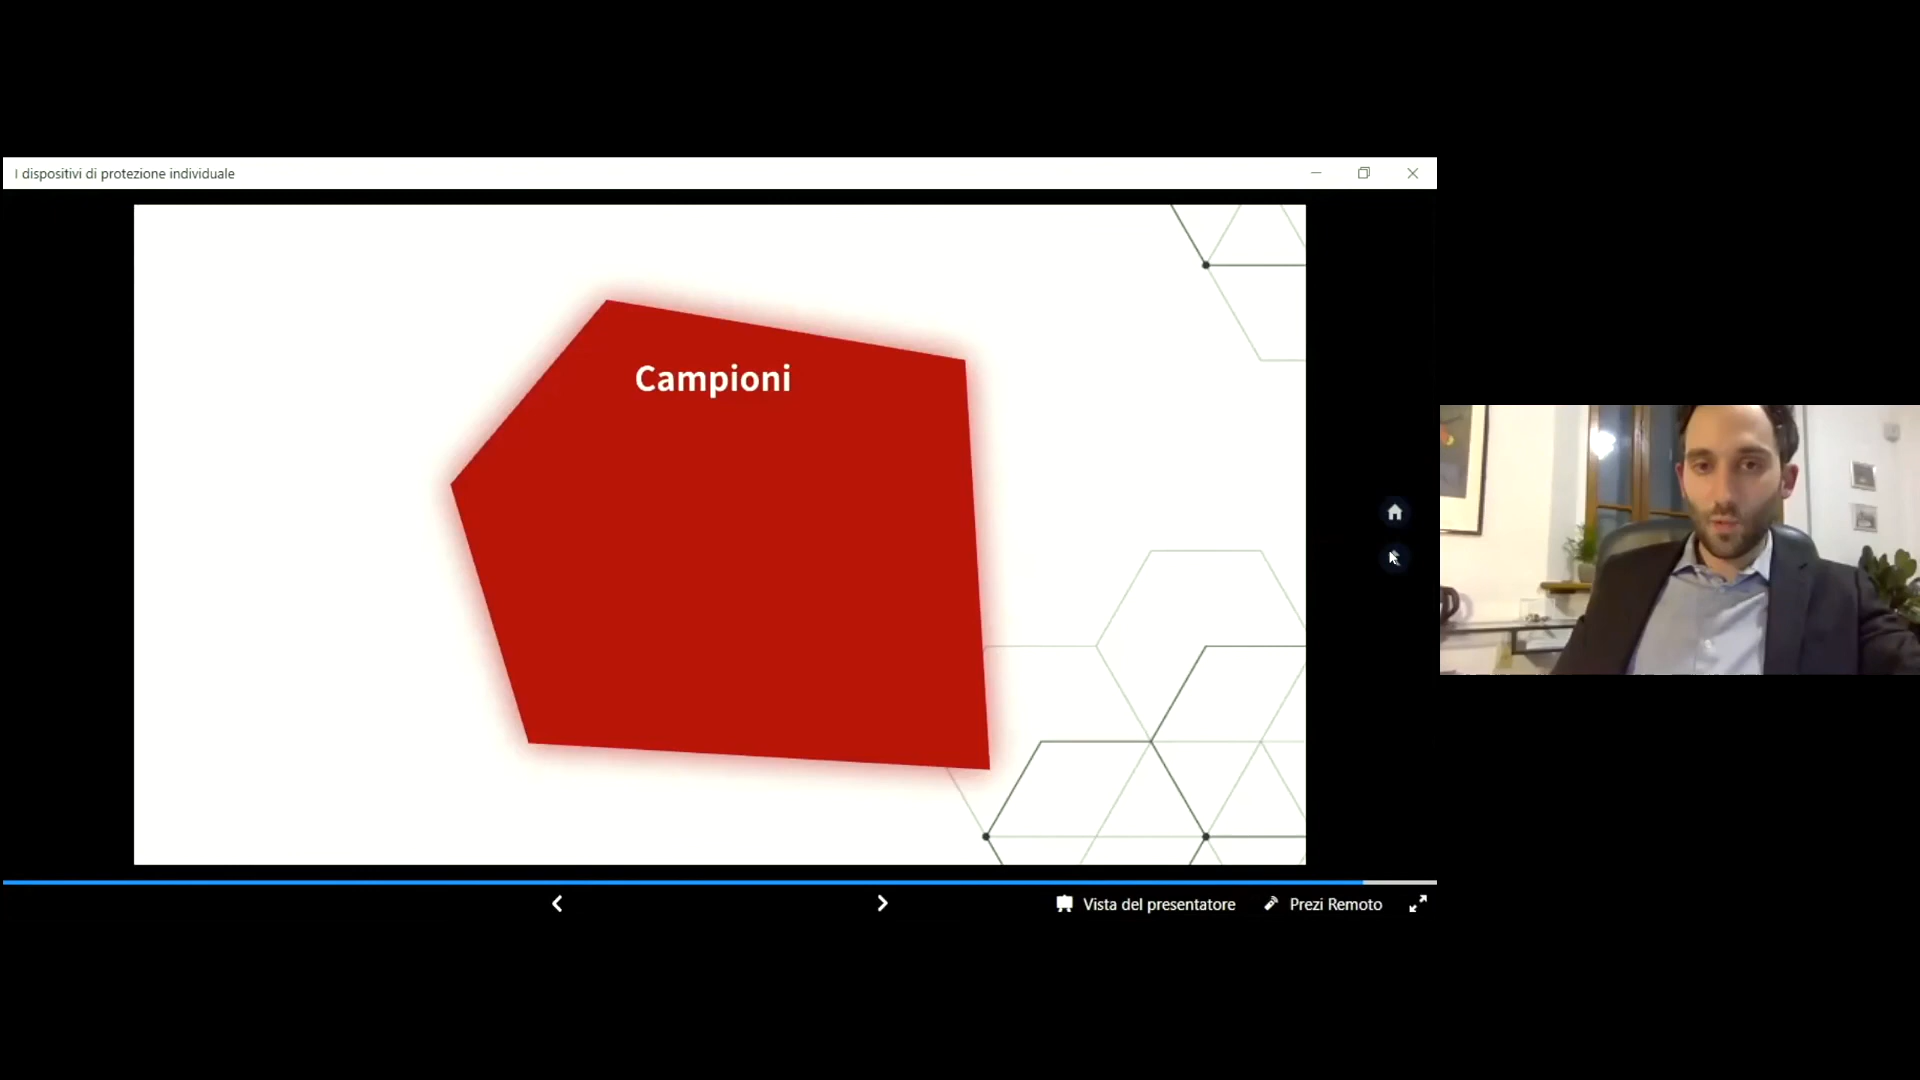 I dispositivi di protezione individuale
Campioni
Vista del presentatore
Prezi Remoto